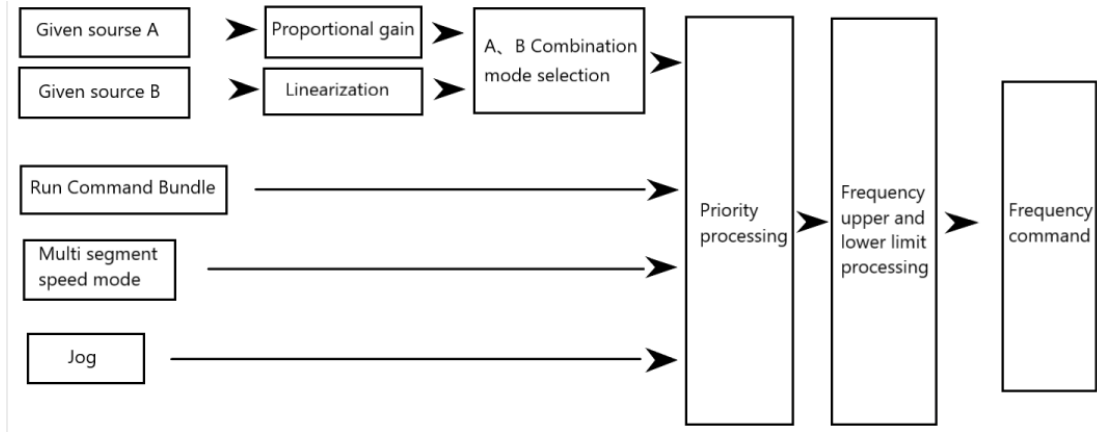 Given sourse A
Proportional gain
A、B Combination
mode selection
Given source B
Linearization
Run Command Bundle
Multi segment
speed mode
Jog
Priority
processing
Frequency
upper and
lower limit
processing
Frequency
command